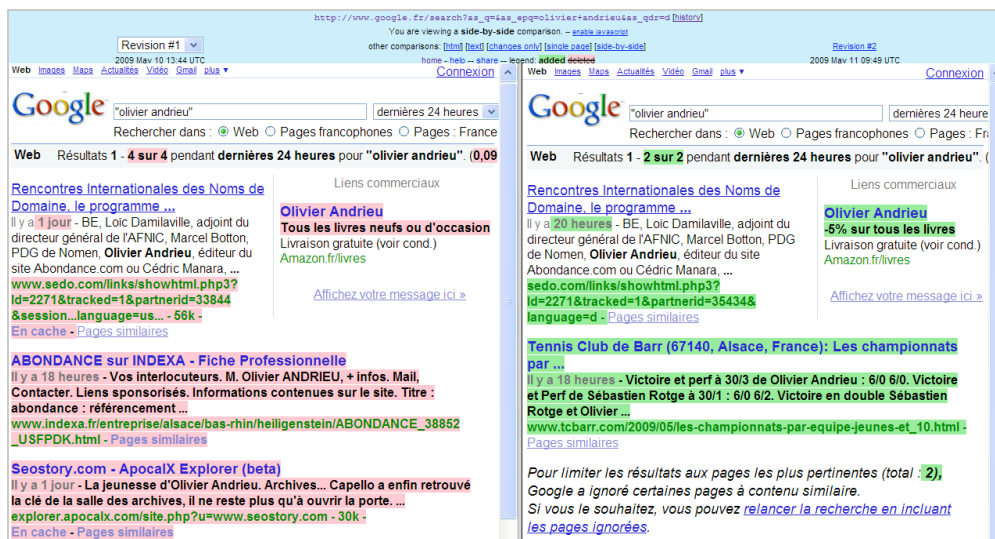 http://www.google.fr/search?as_q=&as_epq=olivier+andrieu&as_qdr=d [history]
You are viewing a side-by-side comparison. -- enable javascript
Revision #1
other comparisons: [html] [text] [changes only] [single page] [side-by-side]
Revision #2
2009 May 10 13:44 UTC
home - help -- share -- legend: added deleted
2009 May 11 09:49 UTC
Web Images Maps Actualités Vidéo Gmail plus ▼
Connexion
Google
"olivier andrieu"
dernières 24 heures
Rechercher dans : Web Pages francophones Pages : France
Web Résultats 1 - 4 sur 4 pendant dernières 24 heures pour "olivier andrieu". (0,09
Rencontres Internationales des Noms de
Domaine, le programme ...
Il y a 1 jour - BE, Loïc Damilaville, adjoint du
directeur général de l'AFNIC, Marcel Botton,
PDG de Nomen, Olivier Andrieu, éditeur du
site Abondance.com ou Cédric Manara, ...
www.sedo.com/links/showhtml.php3?
Id=2271&tracked=1&partnerid=33844
&session...language=us... - 56k -
En cache - Pages similaires
Liens commerciaux
Olivier Andrieu
Tous les livres neufs ou d'occasion
Livraison gratuite (voir cond.)
Amazon.fr/livres
Affichez votre message ici »
ABONDANCE sur INDEXA - Fiche Professionnelle
Il y a 18 heures - Vos interlocuteurs. M. Olivier ANDRIEU, + infos. Mail,
Contacter. Liens sponsorisés. Informations contenues sur le site. Titre :
abondance : référencement ...
www.indexa.fr/entreprise/alsace/bas-rhin/heiligenstein/ABONDANCE_38852
_USFPDK.html - Pages similaires
Seostory.com - ApocalX Explorer (beta)
Il y a 1 jour - La jeunesse d'Olivier Andrieu. Archives... Capello a enfin retrouvé
la clé de la salle des archives, il ne reste plus qu'à ouvrir la porte. ...
explorer.apocalx.com/site.php?u=www.seostory.com - 30k -
En cache - Pages similaires
Web Images Maps Actualités Vidéo Gmail plus ▼
Connexion
Google
"olivier andrieu"
dernières 24 heure
Rechercher dans : Web Pages francophones Pages : Fra
Web Résultats 1 - 2 sur 2 pendant dernières 24 heures pour "olivier andrieu". (
Rencontres Internationales des Noms de
Domaine, le programme ...
Il y a 20 heures - BE, Loïc Damilaville, adjoint du
directeur général de l'AFNIC, Marcel Botton, PDG
de Nomen, Olivier Andrieu, éditeur du site
Abondance.com ou Cédric Manara, ...
sedo.com/links/showhtml.php3?
Id=2271&tracked=1&partnerid=35434&
language=d - Pages similaires
Liens commerciaux
Olivier Andrieu
-5% sur tous les livres
Livraison gratuite (voir cond.)
Amazon.fr/livres
Affichez votre message ici »
Tennis Club de Barr (67140, Alsace, France): Les championnats
par ...
Il y a 18 heures - Victoire et perf à 30/3 de Olivier Andrieu : 6/0 6/0. Victoire
et Perf de Sébastien Rotge à 30/1 : 6/0 6/2. Victoire en double Sébastien
Rotge et Olivier ...
www.tcbarr.com/2009/05/les-championnats-par-equipe-jeunes-et_10.html -
Pages similaires
Pour limiter les résultats aux pages les plus pertinentes (total : 2),
Google a ignoré certaines pages à contenu similaire.
Si vous le souhaitez, vous pouvez relancer la recherche en incluant
les pages ignorées.